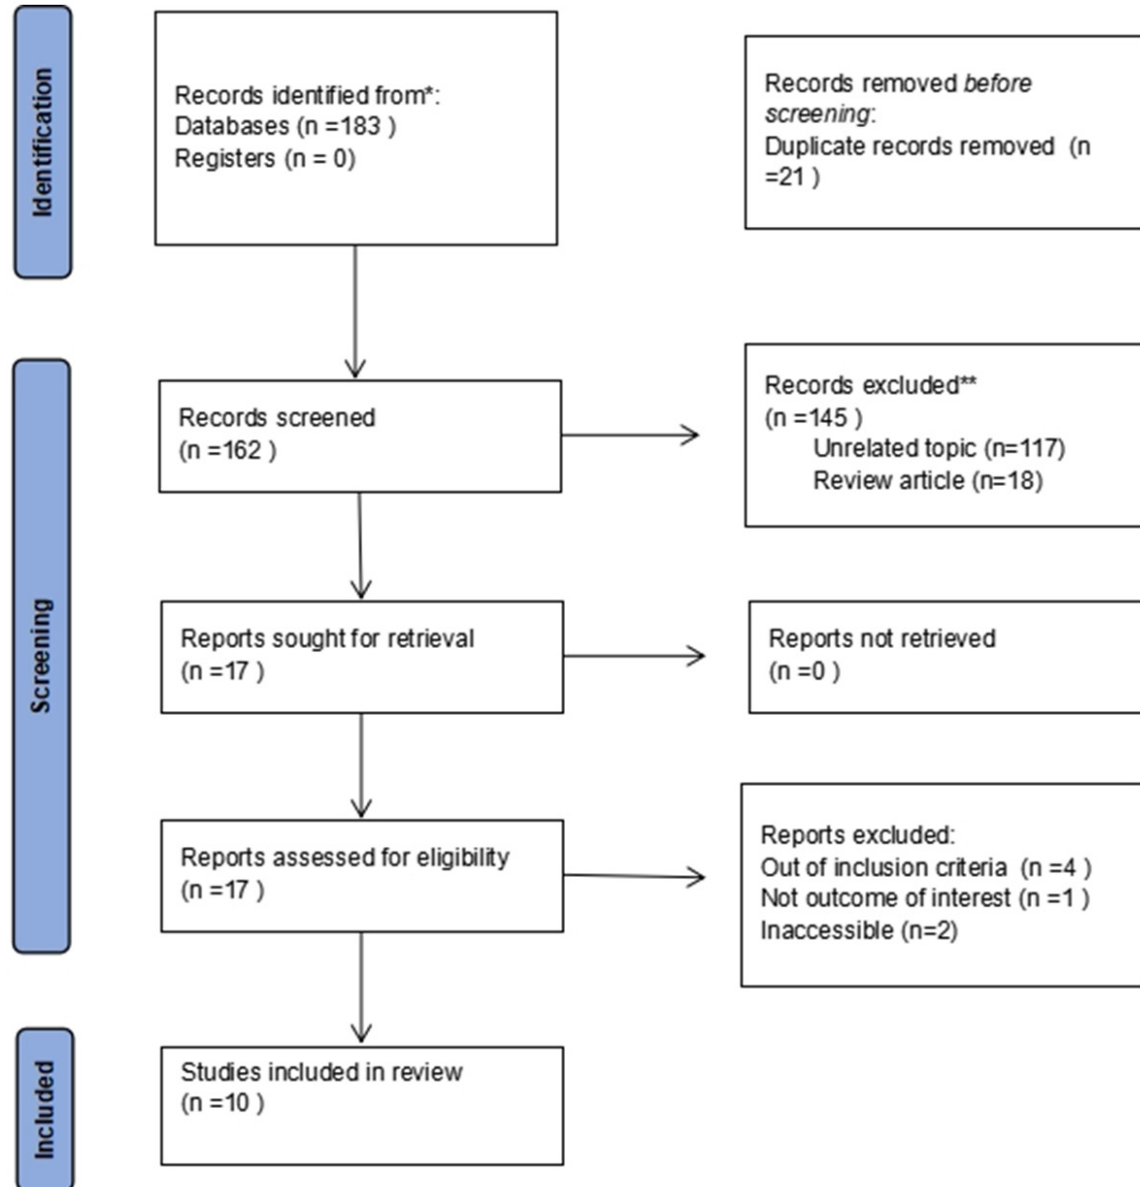 Identification
Records identified from*:
Databases (n =183 )
Registers (n = 0)
Records removed before
screening:
Duplicate records removed  (n
=21 )
Screening
Records screened
(n =162 )
Records excluded**
(n =145 )
Unrelated topic (n=117)
Review article (n=18)
Reports sought for retrieval
(n =17 )
Reports not retrieved
(n =0 )
Reports assessed for eligibility
(n =17 )
Reports excluded:
Out of inclusion criteria  (n =4 )
Not outcome of interest (n =1 )
Inaccessible (n=2)
Included
Studies included in review
(n =10 )